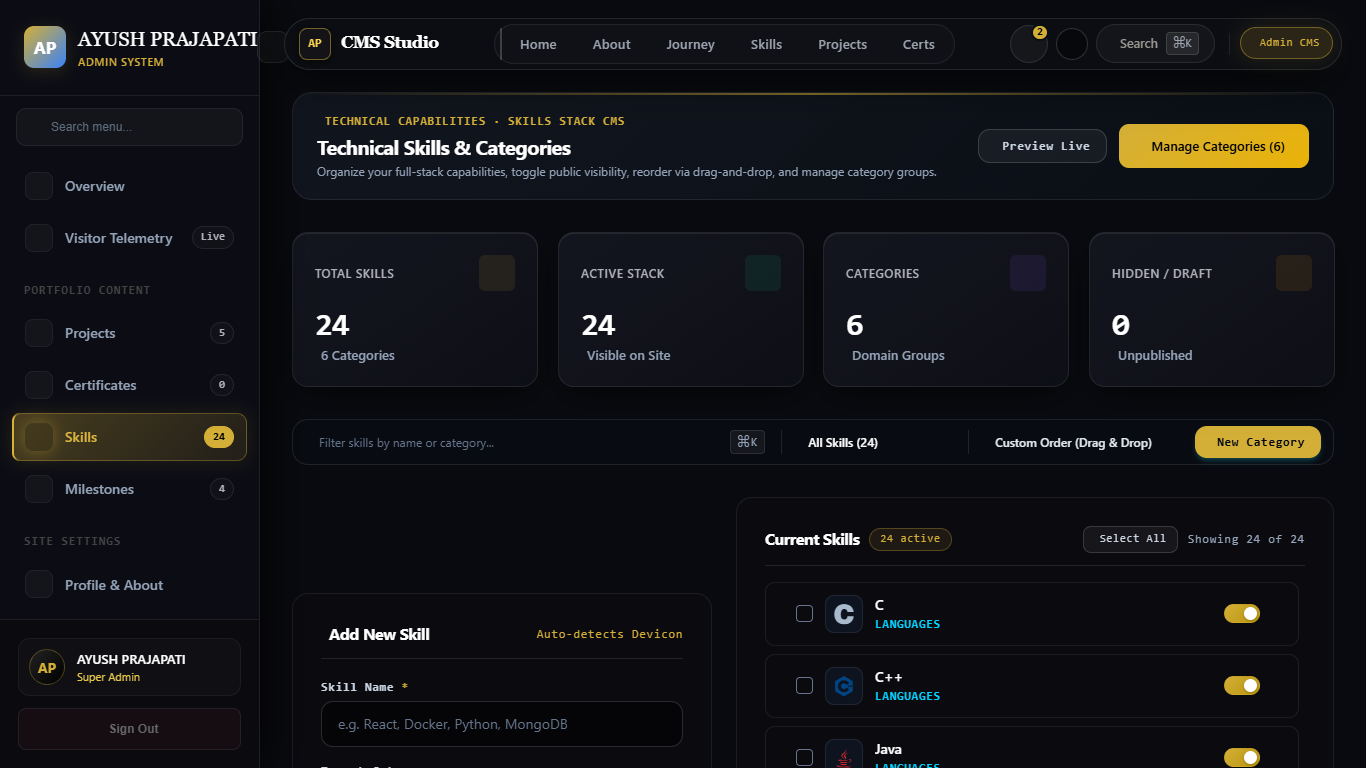 AP
AYUSH PRAJAPATI
ADMIN SYSTEM
Search menu...
Overview
Visitor Telemetry Live
PORTFOLIO CONTENT
Projects 5
Certificates 0
Skills 24
Milestones 4
SITE SETTINGS
Profile & About
AP
AYUSH PRAJAPATI
Super Admin
Sign Out
AP CMS Studio Home About Journey Skills Projects Certs 2 Search ⌘K Admin CMS
TECHNICAL CAPABILITIES · SKILLS STACK CMS
Technical Skills & Categories
Organize your full-stack capabilities, toggle public visibility, reorder via drag-and-drop, and manage category groups.
Preview Live Manage Categories (6)
TOTAL SKILLS
24
6 Categories
ACTIVE STACK
24
Visible on Site
CATEGORIES
6
Domain Groups
HIDDEN / DRAFT
0
Unpublished
Filter skills by name or category... ⌘K All Skills (24) Custom Order (Drag & Drop) New Category
Add New Skill Auto-detects Devicon
Skill Name *
e.g. React, Docker, Python, MongoDB
Current Skills 24 active Select All Showing 24 of 24
C
LANGUAGES
C++
LANGUAGES
Java
LANGUAGES